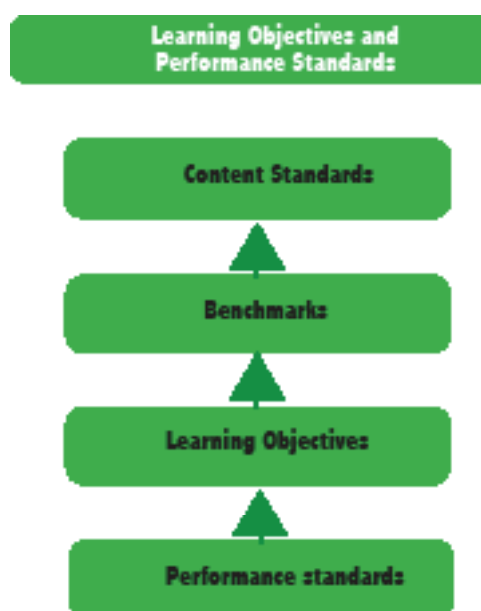 Learning Objectives and
Performance Standards
Content Standards
Benchmarks
Learning Objectives
Performance standards